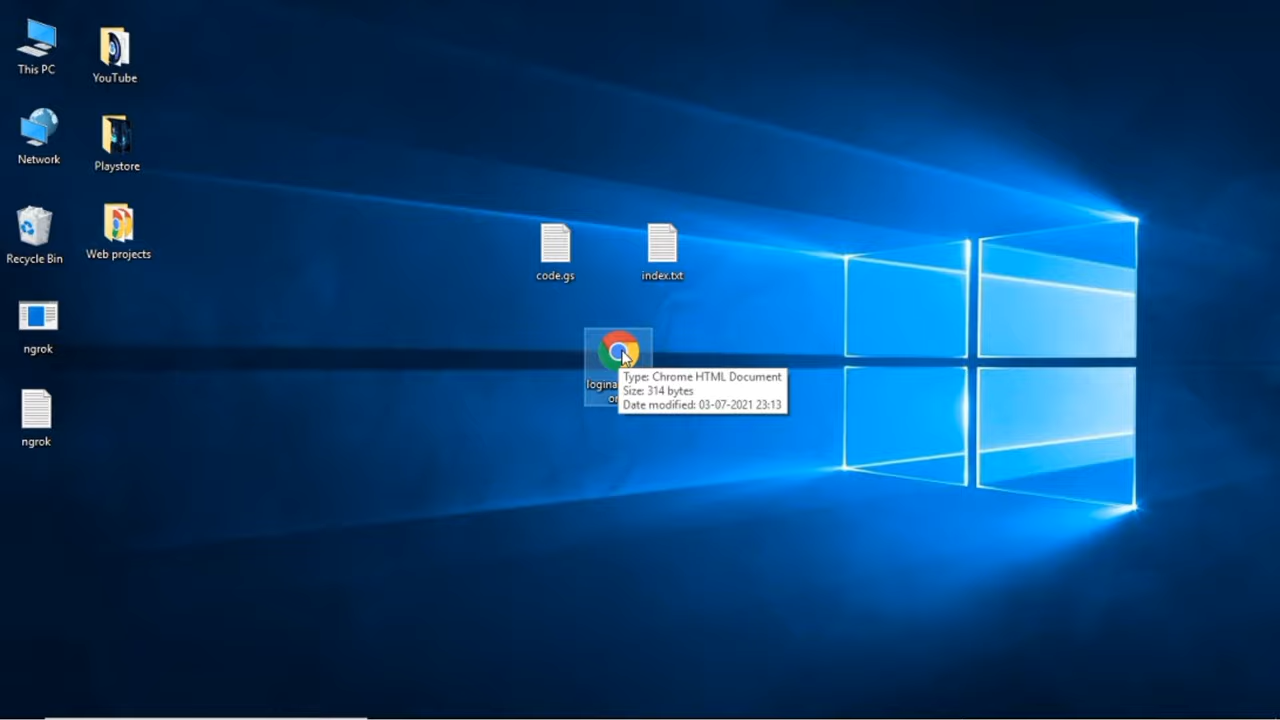 This PC
YouTube
Network
Playstore
Recycle Bin
Web projects
ngrok
ngrok
code.gs
index.txt
Type: Chrome HTML Document
Size: 314 bytes
Date modified: 03-07-2021 23:13